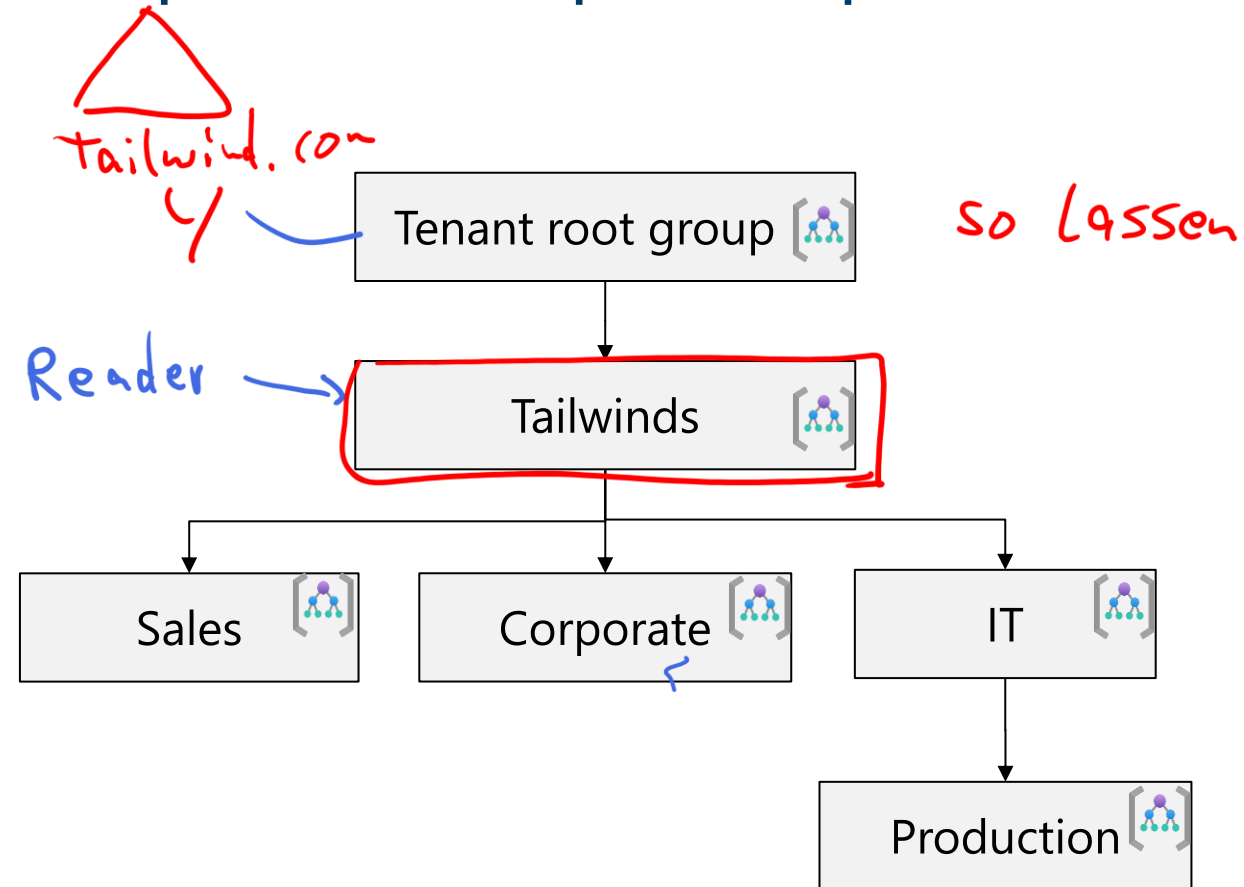 tailwind.com
Tenant root group
so lassen
Reader
Tailwinds
Sales
Corporate
IT
Production